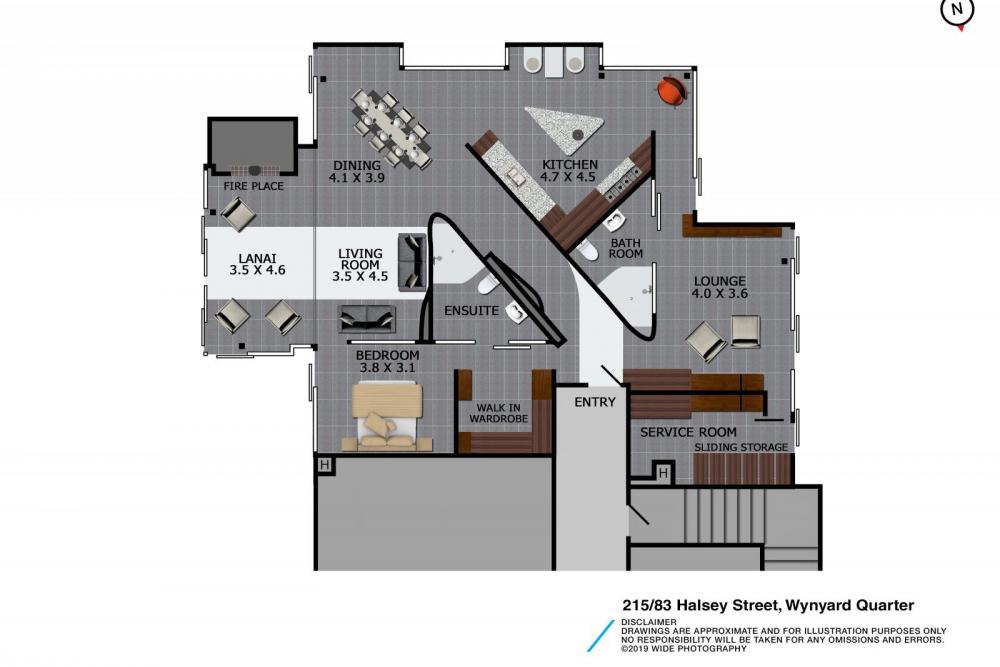 N
DINING
4.1 X 3.9
KITCHEN
4.7 X 4.5
FIRE PLACE
LANAI
3.5 X 4.6
LIVING
ROOM
3.5 X 4.5
BATH
ROOM
LOUNGE
4.0 X 3.6
ENSUITE
BEDROOM
3.8 X 3.1
WALK IN
WARDROBE
ENTRY
SERVICE ROOM
SLIDING STORAGE
H
H
215/83 Halsey Street, Wynyard Quarter
DISCLAIMER
DRAWINGS ARE APPROXIMATE AND FOR ILLUSTRATION PURPOSES ONLY
NO RESPONSIBILITY WILL BE TAKEN FOR ANY OMISSIONS AND ERRORS.
©2019 WIDE PHOTOGRAPHY